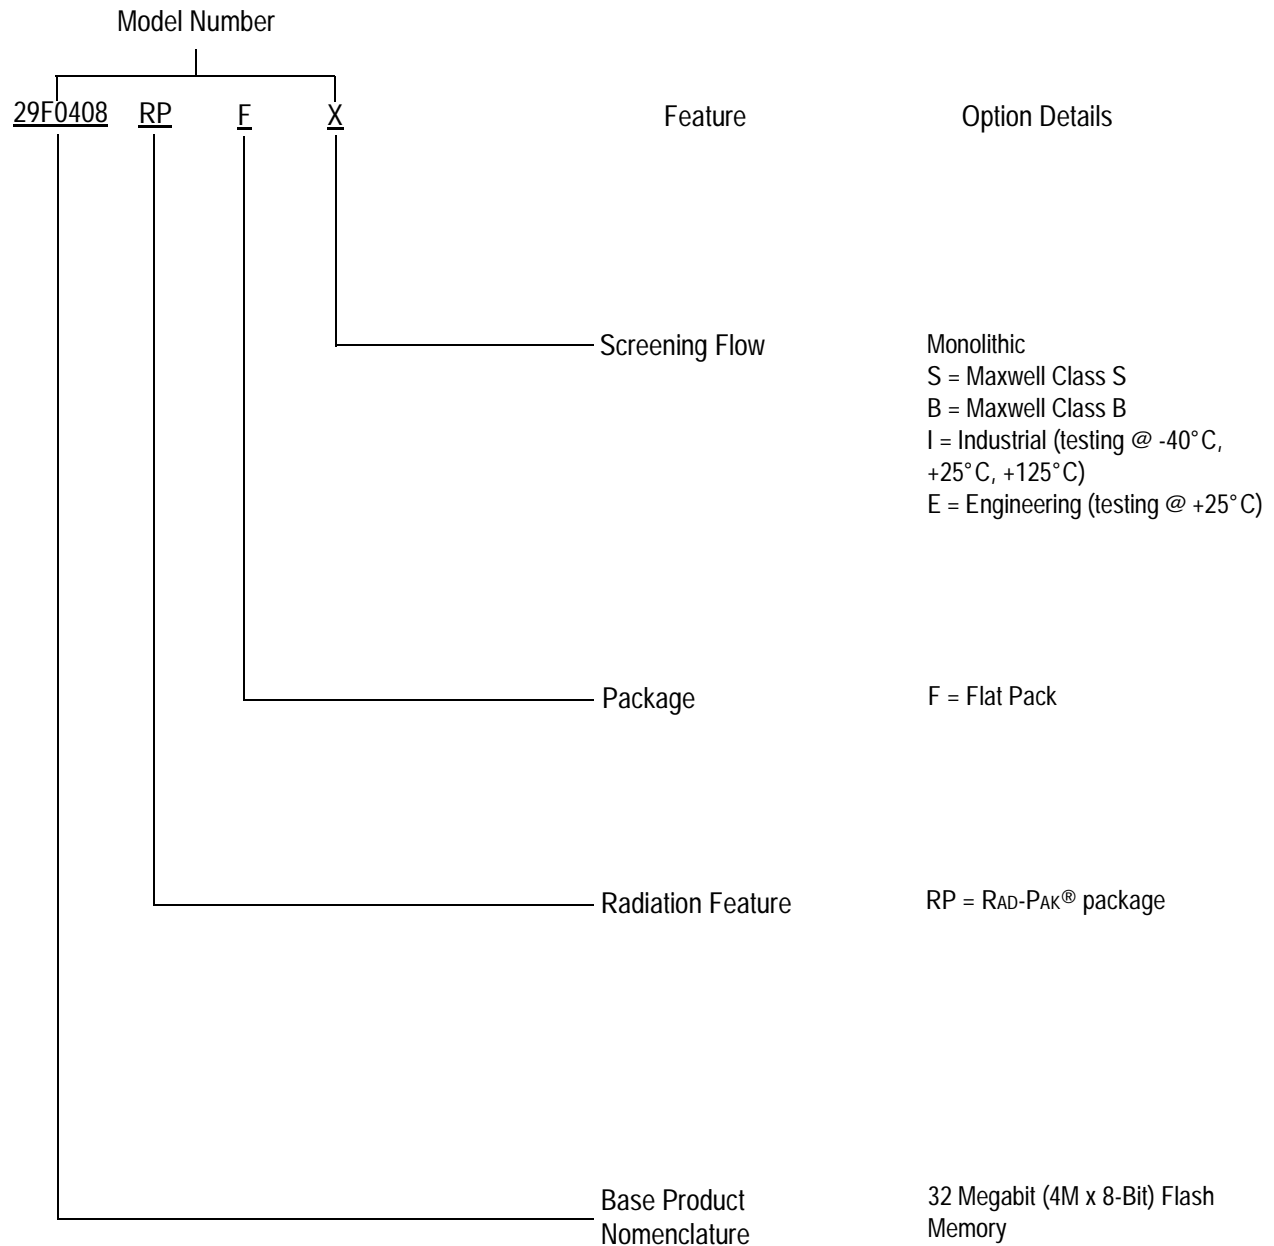 Model Number
29F0408 RP F X
Feature Option Details
Screening Flow
Monolithic
S = Maxwell Class S
B = Maxwell Class B
I = Industrial (testing @ -40°C,
+25°C, +125°C)
E = Engineering (testing @ +25°C)
Package
F = Flat Pack
Radiation Feature
RP = RAD-PAK® package
Base Product
Nomenclature
32 Megabit (4M x 8-Bit) Flash
Memory